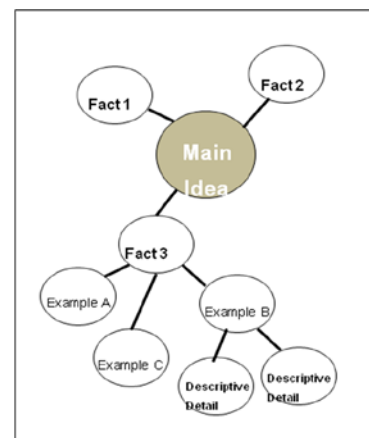 Fact 1
Fact 2
Main
Idea
Fact 3
Example A
Example B
Example C
Descriptive
Detail
Descriptive
Detail